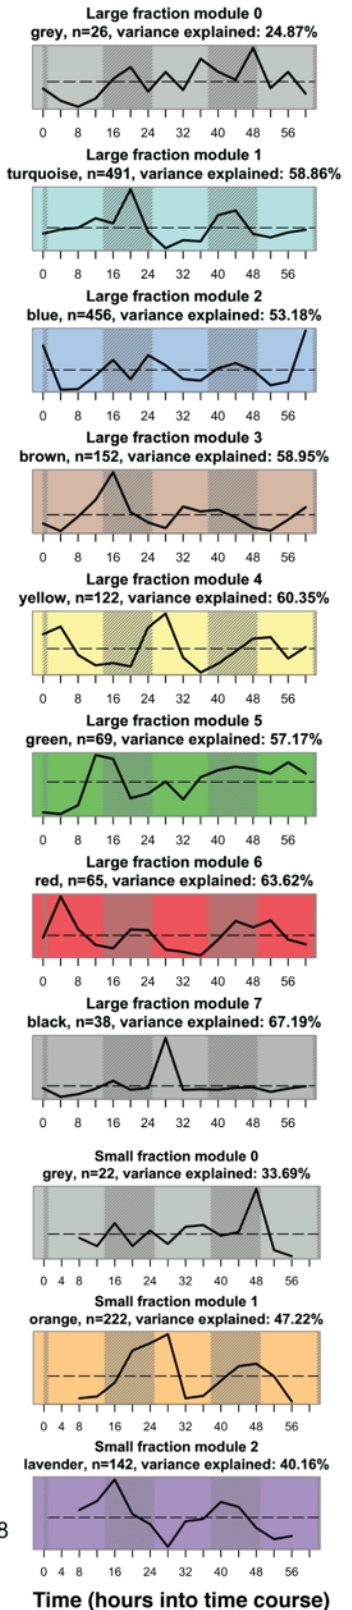 Large fraction module 0
grey, n=26, variance explained: 24.87%
0 8 16 24 32 40 48 56
Large fraction module 1
turquoise, n=491, variance explained: 58.86%
0 8 16 24 32 40 48 56
Large fraction module 2
blue, n=456, variance explained: 53.18%
0 8 16 24 32 40 48 56
Large fraction module 3
brown, n=152, variance explained: 58.95%
0 8 16 24 32 40 48 56
Large fraction module 4
yellow, n=122, variance explained: 60.35%
0 8 16 24 32 40 48 56
Large fraction module 5
green, n=69, variance explained: 57.17%
0 8 16 24 32 40 48 56
Large fraction module 6
red, n=65, variance explained: 63.62%
0 8 16 24 32 40 48 56
Large fraction module 7
black, n=38, variance explained: 67.19%
0 8 16 24 32 40 48 56
Small fraction module 0
grey, n=22, variance explained: 33.69%
0 4 8 16 24 32 40 48 56
Small fraction module 1
orange, n=222, variance explained: 47.22%
0 4 8 16 24 32 40 48 56
Small fraction module 2
lavender, n=142, variance explained: 40.16%
8
0 4 8 16 24 32 40 48 56
Time (hours into time course)